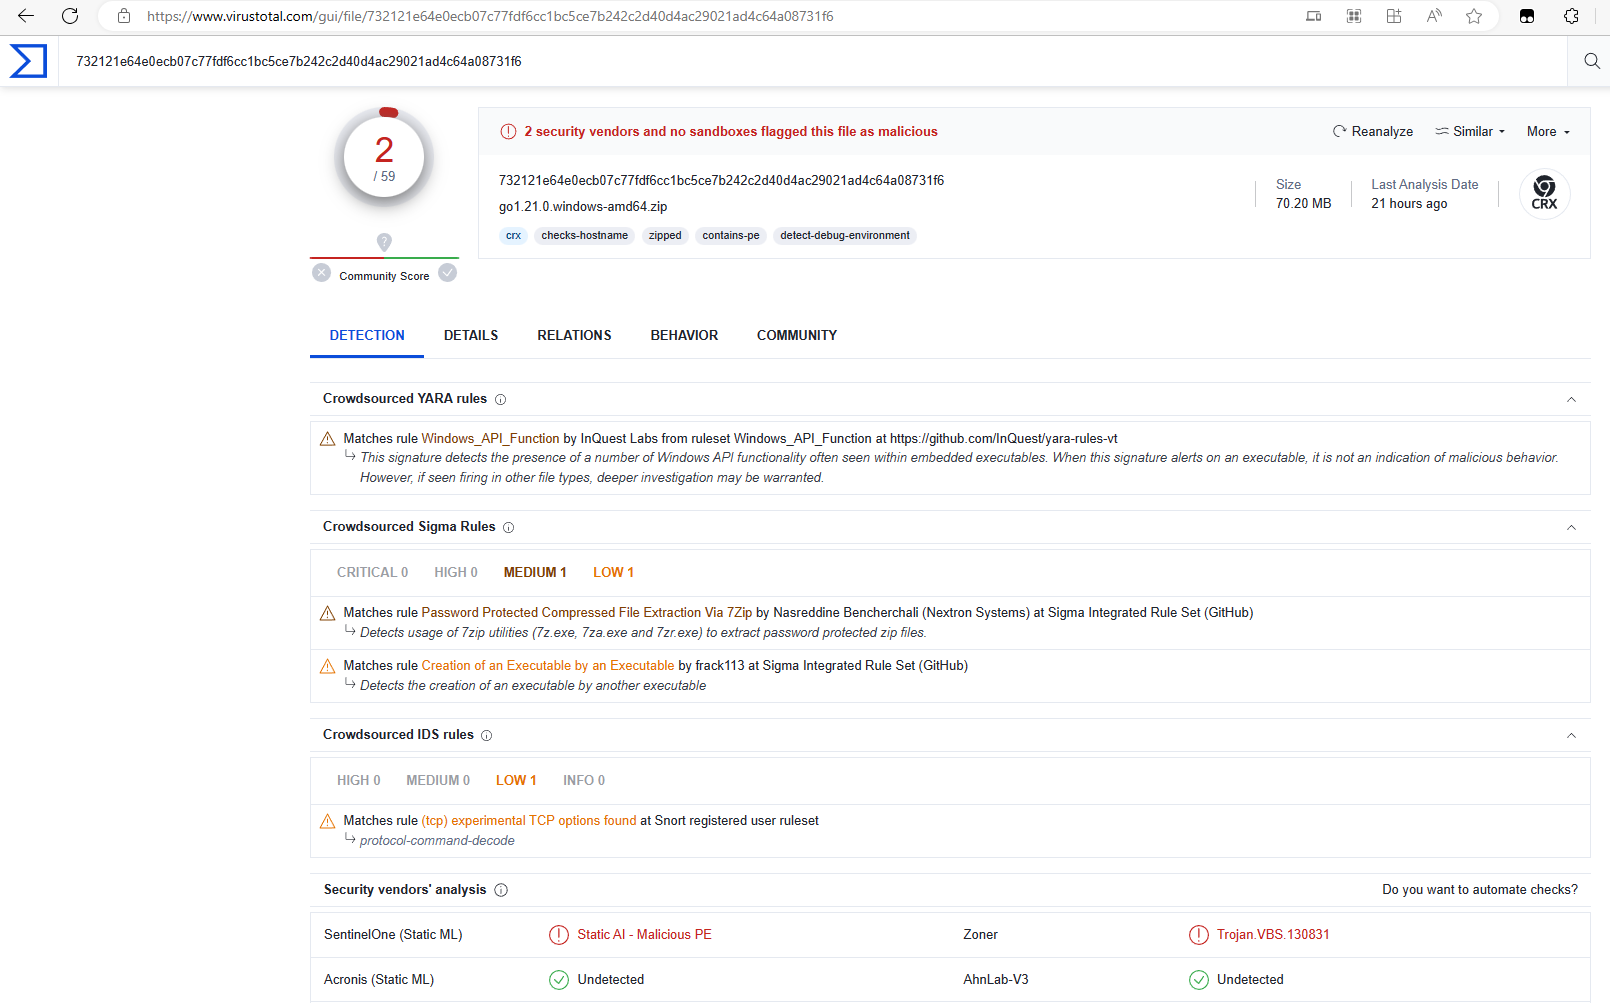 https://www.virustotal.com/gui/file/732121e64e0ecb07c77fdf6cc1bc5ce7b242c2d40d4ac29021ad4c64a08731f6
732121e64e0ecb07c77fdf6cc1bc5ce7b242c2d40d4ac29021ad4c64a08731f6
2
/ 59
Community Score
2 security vendors and no sandboxes flagged this file as malicious
Reanalyze
Similar
More
732121e64e0ecb07c77fdf6cc1bc5ce7b242c2d40d4ac29021ad4c64a08731f6
go1.21.0.windows-amd64.zip
crx
checks-hostname
zipped
contains-pe
detect-debug-environment
Size
70.20 MB
Last Analysis Date
21 hours ago
CRX
DETECTION
DETAILS
RELATIONS
BEHAVIOR
COMMUNITY
Crowdsourced YARA rules
Matches rule Windows_API_Function by InQuest Labs from ruleset Windows_API_Function at https://github.com/InQuest/yara-rules-vt
This signature detects the presence of a number of Windows API functionality often seen within embedded executables. When this signature alerts on an executable, it is not an indication of malicious behavior.
However, if seen firing in other file types, deeper investigation may be warranted.
Crowdsourced Sigma Rules
CRITICAL 0
HIGH 0
MEDIUM 1
LOW 1
Matches rule Password Protected Compressed File Extraction Via 7Zip by Nasreddine Bencherchali (Nextron Systems) at Sigma Integrated Rule Set (GitHub)
Detects usage of 7zip utilities (7z.exe, 7za.exe and 7zr.exe) to extract password protected zip files.
Matches rule Creation of an Executable by an Executable by frack113 at Sigma Integrated Rule Set (GitHub)
Detects the creation of an executable by another executable
Crowdsourced IDS rules
HIGH 0
MEDIUM 0
LOW 1
INFO 0
Matches rule (tcp) experimental TCP options found at Snort registered user ruleset
protocol-command-decode
Security vendors' analysis
Do you want to automate checks?
SentinelOne (Static ML)
Static AI - Malicious PE
Zoner
Trojan.VBS.130831
Acronis (Static ML)
Undetected
AhnLab-V3
Undetected